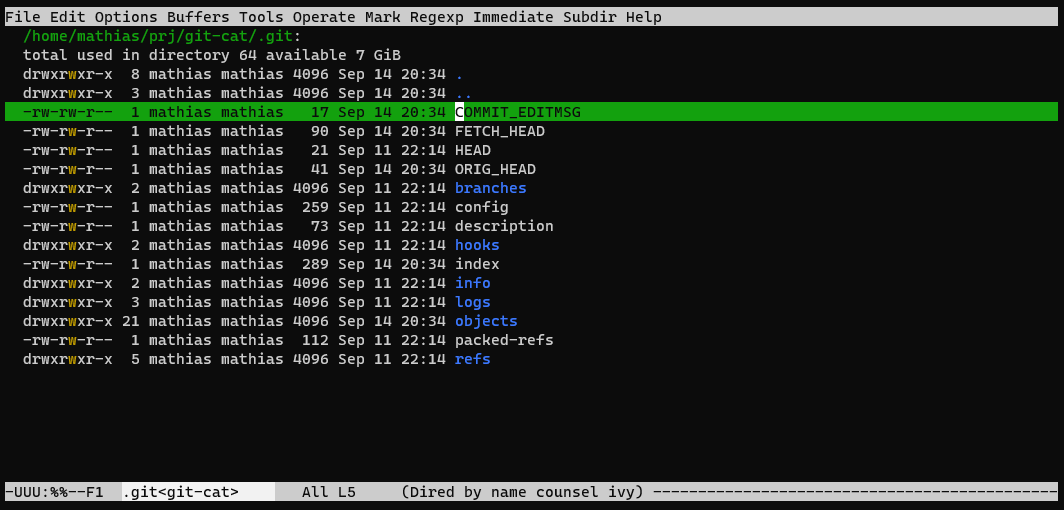 File Edit Options Buffers Tools Operate Mark Regexp Immediate Subdir Help
  /home/mathias/prj/git-cat/.git:
  total used in directory 64 available 7 GiB
  drwxrwxr-x  8 mathias mathias 4096 Sep 14 20:34 .
  drwxrwxr-x  3 mathias mathias 4096 Sep 14 20:34 ..
  -rw-rw-r--  1 mathias mathias   17 Sep 14 20:34 COMMIT_EDITMSG
  -rw-rw-r--  1 mathias mathias   90 Sep 14 20:34 FETCH_HEAD
  -rw-rw-r--  1 mathias mathias   21 Sep 11 22:14 HEAD
  -rw-rw-r--  1 mathias mathias   41 Sep 14 20:34 ORIG_HEAD
  drwxrwxr-x  2 mathias mathias 4096 Sep 11 22:14 branches
  -rw-rw-r--  1 mathias mathias  259 Sep 11 22:14 config
  -rw-rw-r--  1 mathias mathias   73 Sep 11 22:14 description
  drwxrwxr-x  2 mathias mathias 4096 Sep 11 22:14 hooks
  -rw-rw-r--  1 mathias mathias  289 Sep 14 20:34 index
  drwxrwxr-x  2 mathias mathias 4096 Sep 11 22:14 info
  drwxrwxr-x  3 mathias mathias 4096 Sep 11 22:14 logs
  drwxrwxr-x 21 mathias mathias 4096 Sep 14 20:34 objects
  -rw-rw-r--  1 mathias mathias  112 Sep 11 22:14 packed-refs
  drwxrwxr-x  5 mathias mathias 4096 Sep 11 22:14 refs
-UUU:%%--F1  .git<git-cat>       All L5     (Dired by name counsel ivy) ---------------------------------------------